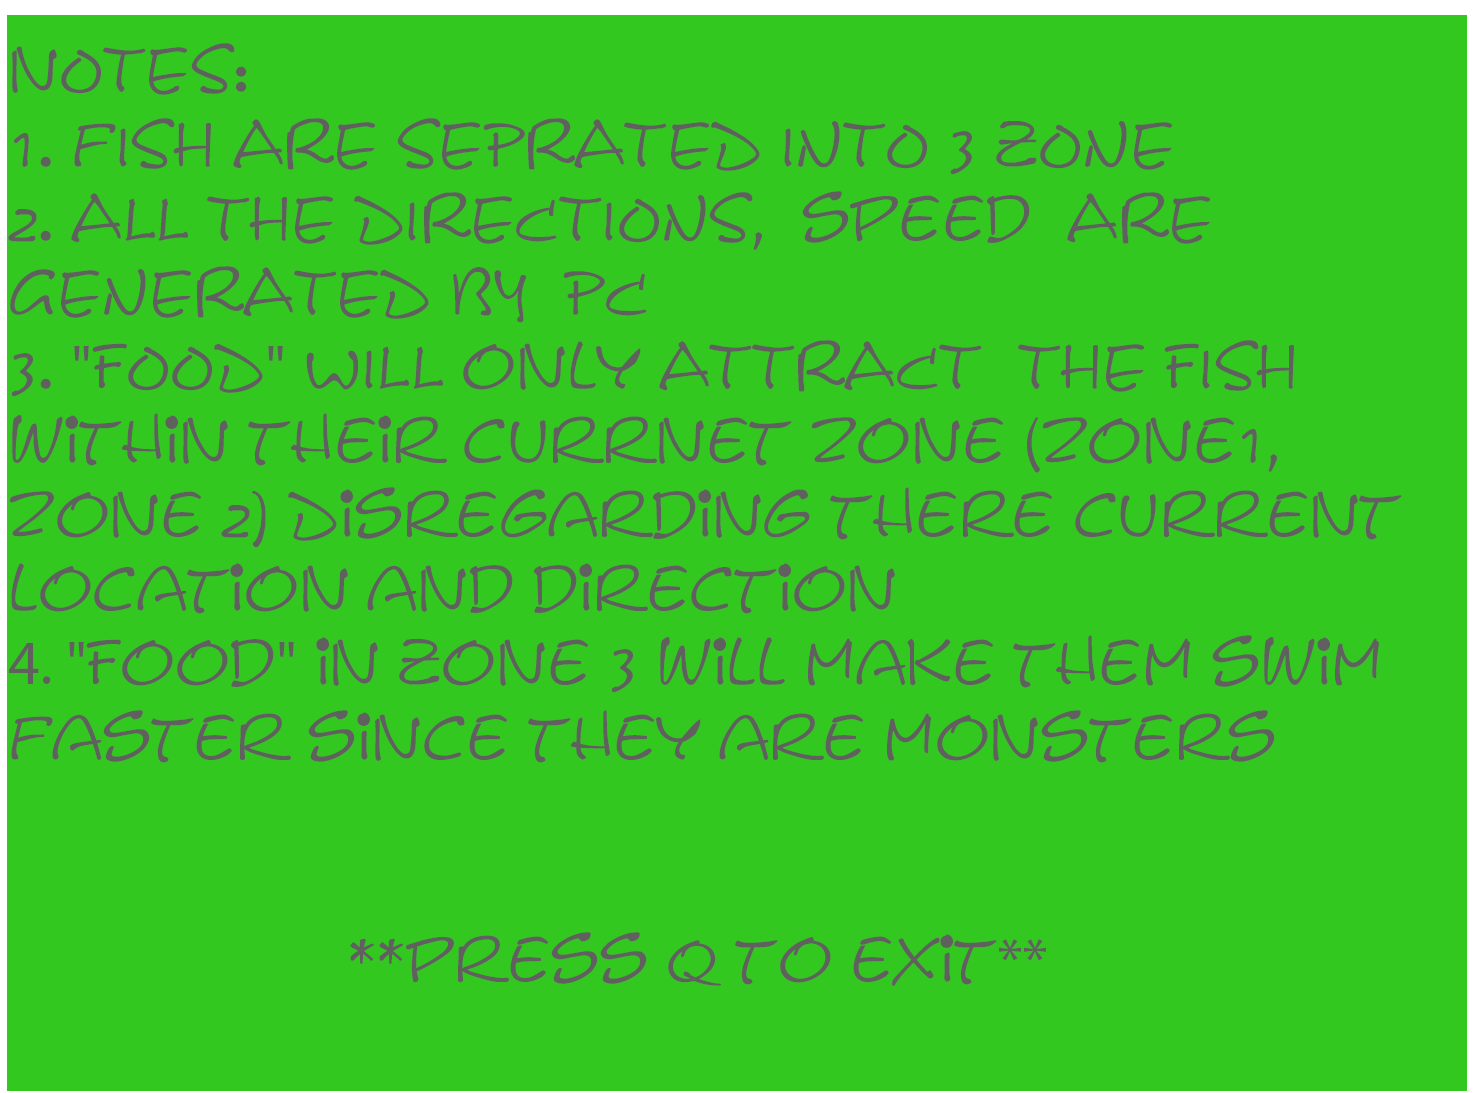 NOTES:
1. FISH ARE SEPRATED INTO 3 ZONE
2. ALL THE DIRECTIONS, SPEED ARE
GENERATED BY PC
3. "FOOD" WILL ONLY ATTRACT THE FISH
WITHIN THEIR CURRNET ZONE (ZONE1,
ZONE 2) DISREGARDING THERE CURRENT
LOCATION AND DIRECTION
4. "FOOD" IN ZONE 3 WILL MAKE THEM SWIM
FASTER SINCE THEY ARE MONSTERS
**PRESS Q TO EXIT**